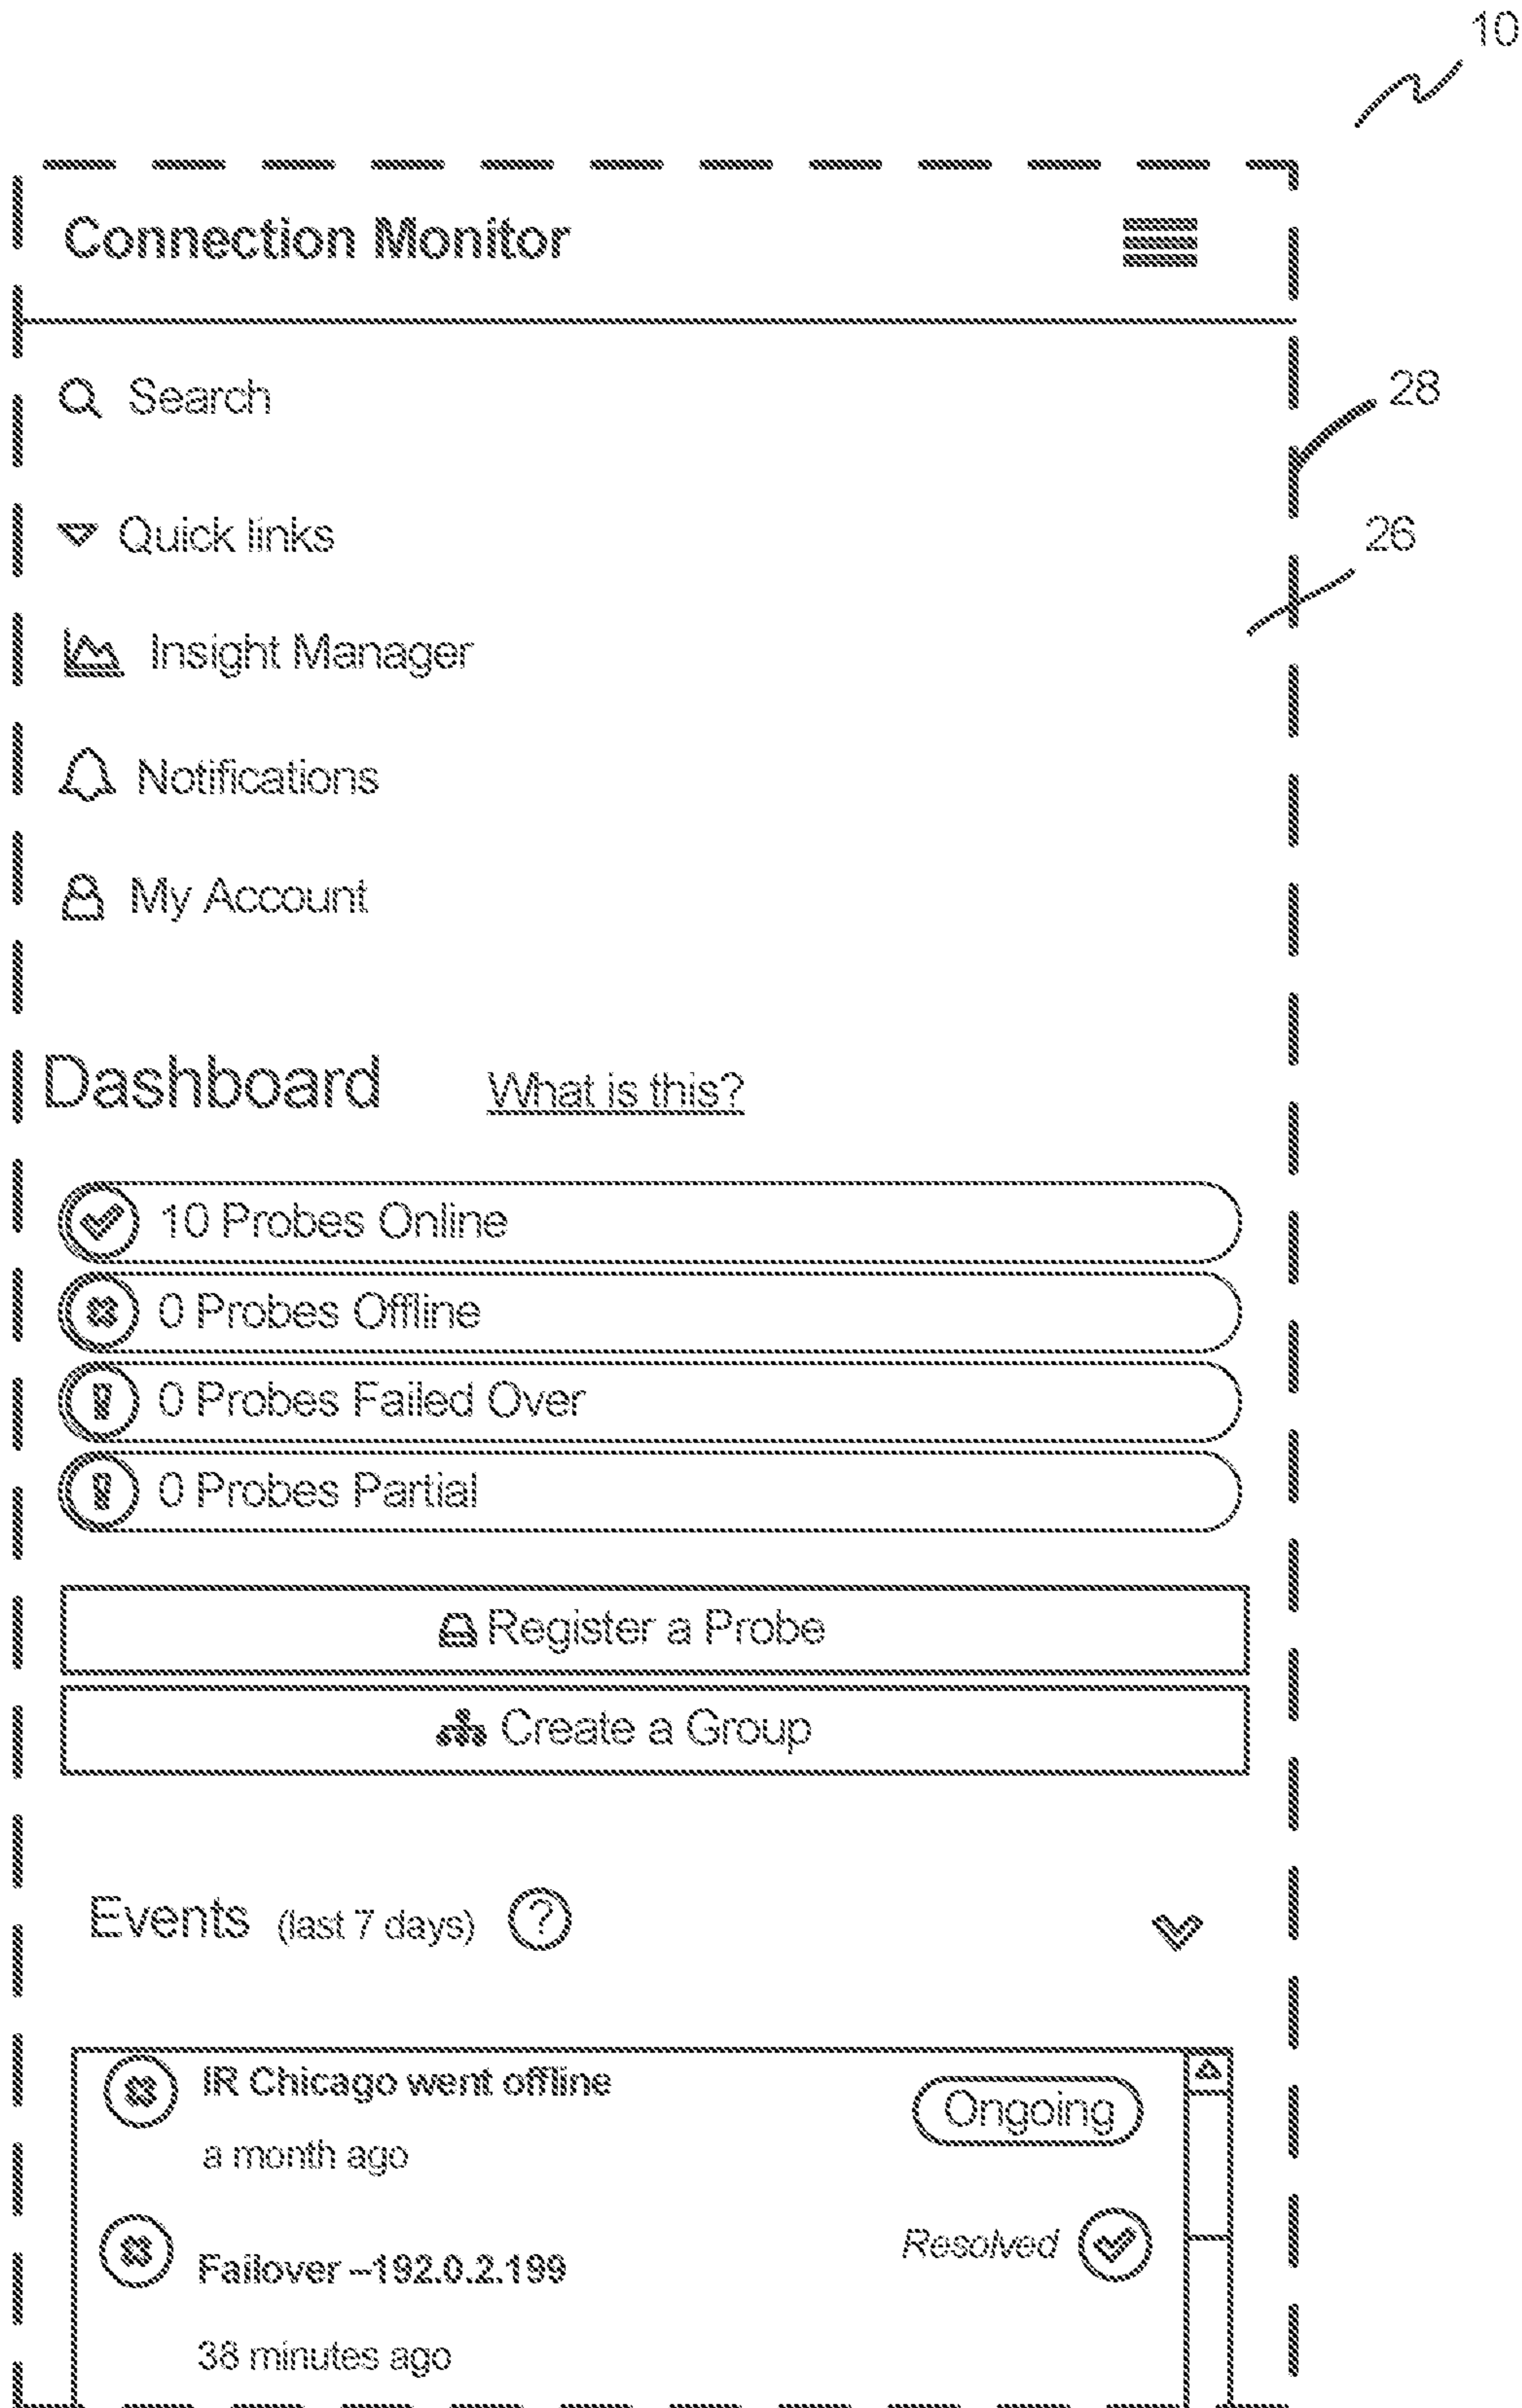 10
Connection Monitor
Search
28
Quick links
26
Insight Manager
Notifications
My Account
Dashboard What is this?
10 Probes Online
0 Probes Offline
0 Probes Failed Over
0 Probes Partial
Register a Probe
Create a Group
Events (last 7 days) ?
IR Chicago went offline
Ongoing
a month ago
Resolved
Failover --192.0.2.199
38 minutes ago